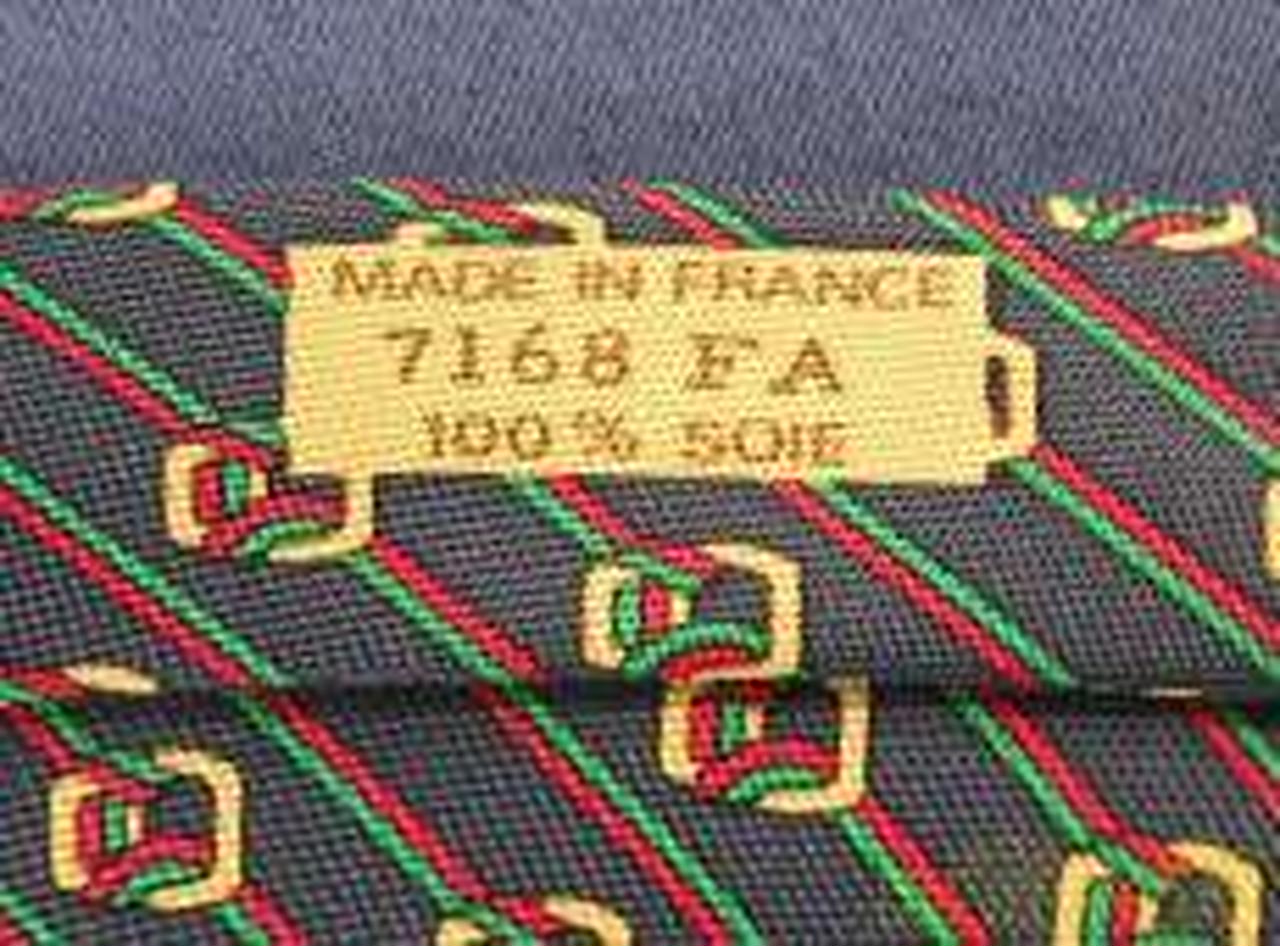 MADE IN FRANCE
7168 FA
100% SOIE